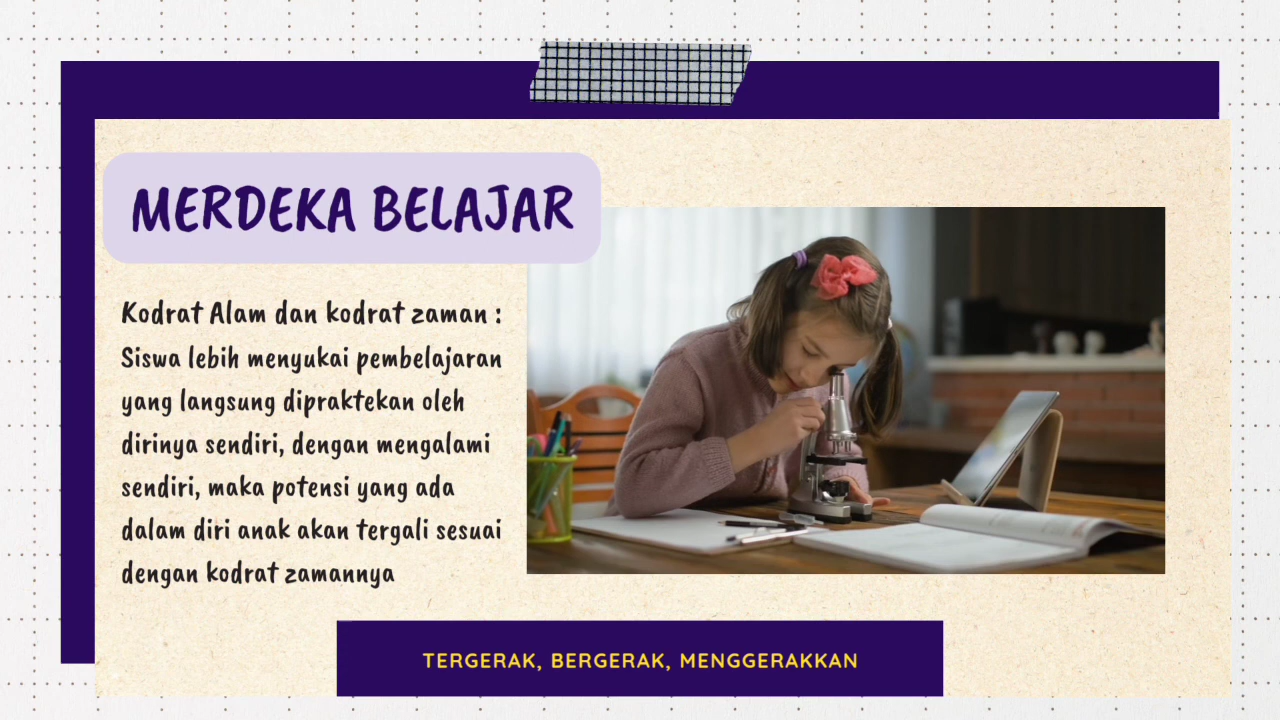 MERDEKA BELAJAR
Kodrat Alam dan kodrat zaman :
Siswa lebih menyukai pembelajaran
yang langsung dipraktekan oleh
dirinya sendiri, dengan mengalami
sendiri, maka potensi yang ada
dalam diri anak akan tergali sesuai
dengan kodrat zamannya
TERGERAK, BERGERAK, MENGGERAKKAN